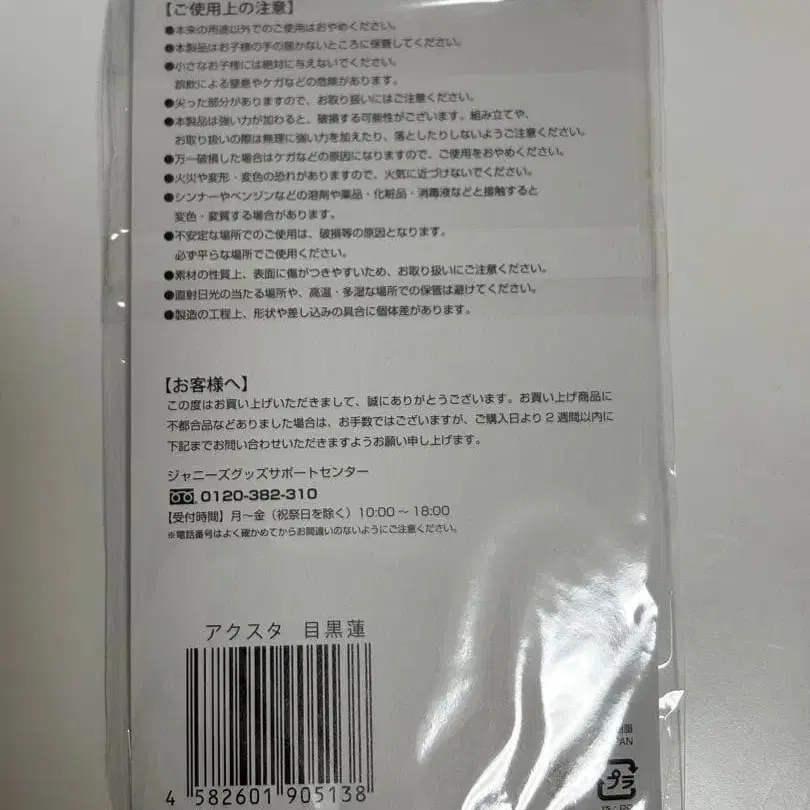 【ご使用上の注意】
●本来の用途以外でのご使用はおやめください。
●本製品はお子様の手の届かないところに保管してください。
●小さなお子様には絶対に与えないでください。
誤飲による窒息やケガなどの危険があります。
●尖った部分がありますので、お取り扱いにはご注意ください。
●本製品は強い力が加わると、破損する可能性がございます。組み立てや、
お取り扱いの際は無理に強い力を加えたり、落としたりしないようご注意ください。
●万一破損した場合はケガなどの原因になりますので、ご使用をおやめください。
●火災や変形・変色の恐れがありますので、火気に近づけないでください。
●シンナーやベンジンなどの溶剤や薬品・化粧品・消毒液などと接触すると
変色・変質する場合があります。
●不安定な場所でのご使用は、破損等の原因となります。
必ず平らな場所でご使用ください。
●素材の性質上、表面に傷がつきやすいため、お取り扱いにご注意ください。
●直射日光の当たる場所や、高温・多湿な場所での保管は避けてください。
●製造の工程上、形状や差し込みの具合に個体差があります。
【お客様へ】
この度はお買い上げいただきまして、誠にありがとうございます。お買い上げ商品に
不都合品などありました場合は、お手数ではございますが、ご購入日より2週間以内に
下記までお問い合わせいただきますようお願い申し上げます。
ジャニーズグッズサポートセンター
0120-382-310
【受付時間】月～金（祝祭日を除く）10:00～18:00
※電話番号はよく確かめてからお間違いのないようにご注意ください。
アクスタ 目黒蓮
4 582601 905138
プラ